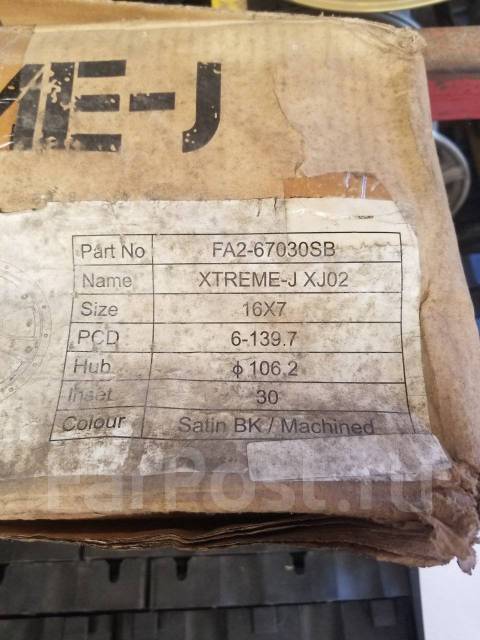 ME-J
Part No FA2-67030SB
Name XTREME-J XJ02
Size 16X7
PCD 6-139.7
Hub ϕ 106.2
Inset 30
Colour Satin BK / Machined
FarPost.ru